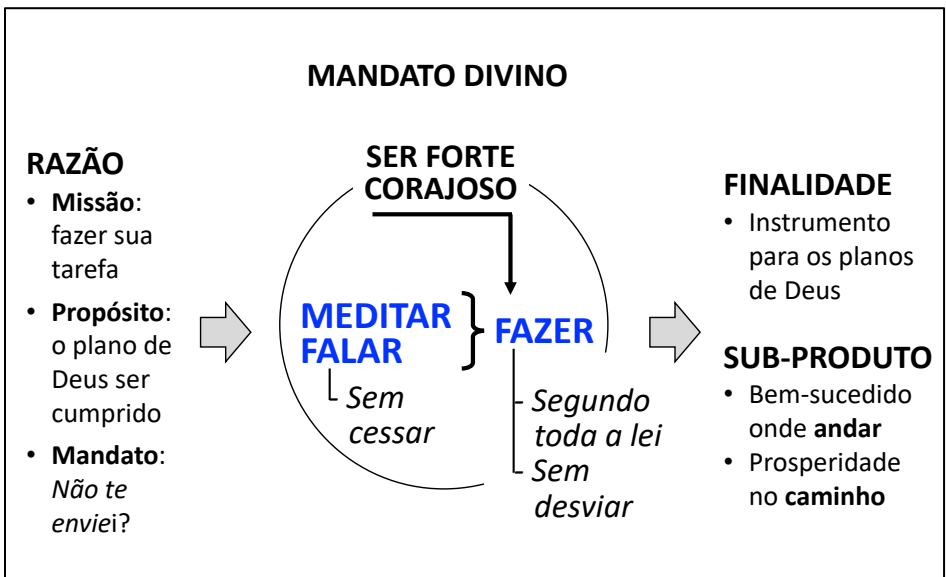 MANDATO DIVINO
RAZÃO
• Missão:
fazer sua
tarefa
• Propósito:
o plano de
Deus ser
cumprido
• Mandato:
Não te
enviei?
SER FORTE
CORAJOSO
MEDITAR
FALAR
Sem
cessar
FAZER
Segundo
toda a lei
Sem
desviar
FINALIDADE
• Instrumento
para os planos
de Deus
SUB-PRODUTO
• Bem-sucedido
onde andar
• Prosperidade
no caminho